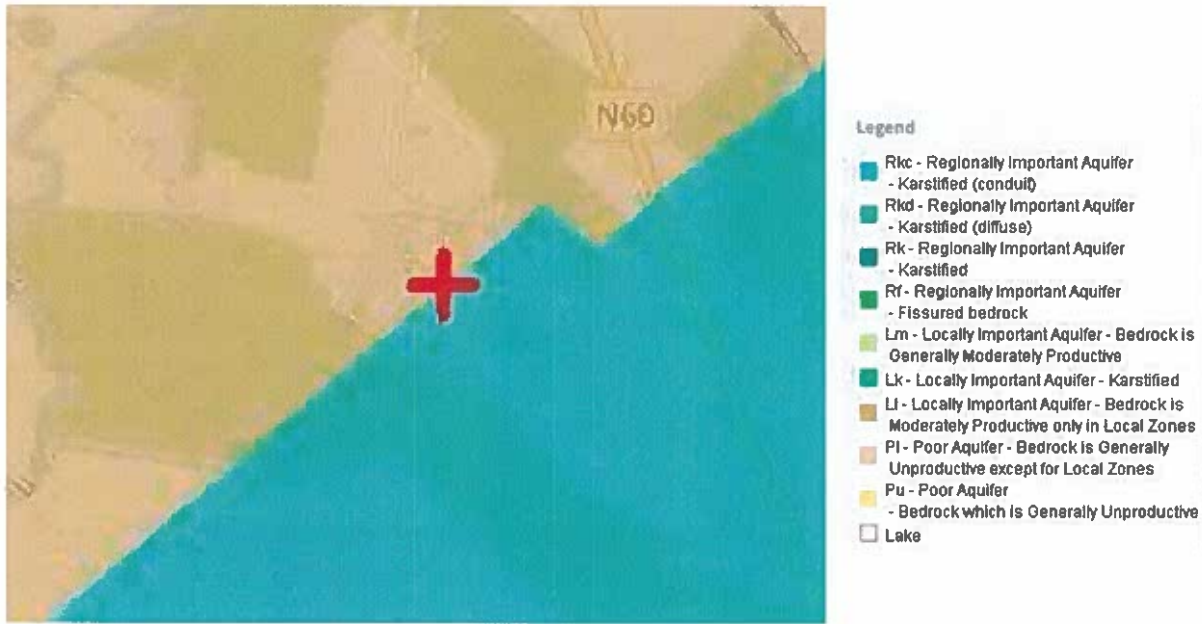 N60
Legend
Rkc - Regionally Important Aquifer
- Karstified (conduit)
Rkd - Regionally Important Aquifer
- Karstified (diffuse)
Rk - Regionally Important Aquifer
- Karstified
Rf - Regionally Important Aquifer
- Fissured bedrock
Lm - Locally Important Aquifer - Bedrock is
Generally Moderately Productive
Lk - Locally Important Aquifer - Karstified
Ll - Locally Important Aquifer - Bedrock is
Moderately Productive only in Local Zones
Pl - Poor Aquifer - Bedrock is Generally
Unproductive except for Local Zones
Pu - Poor Aquifer
- Bedrock which is Generally Unproductive
Lake